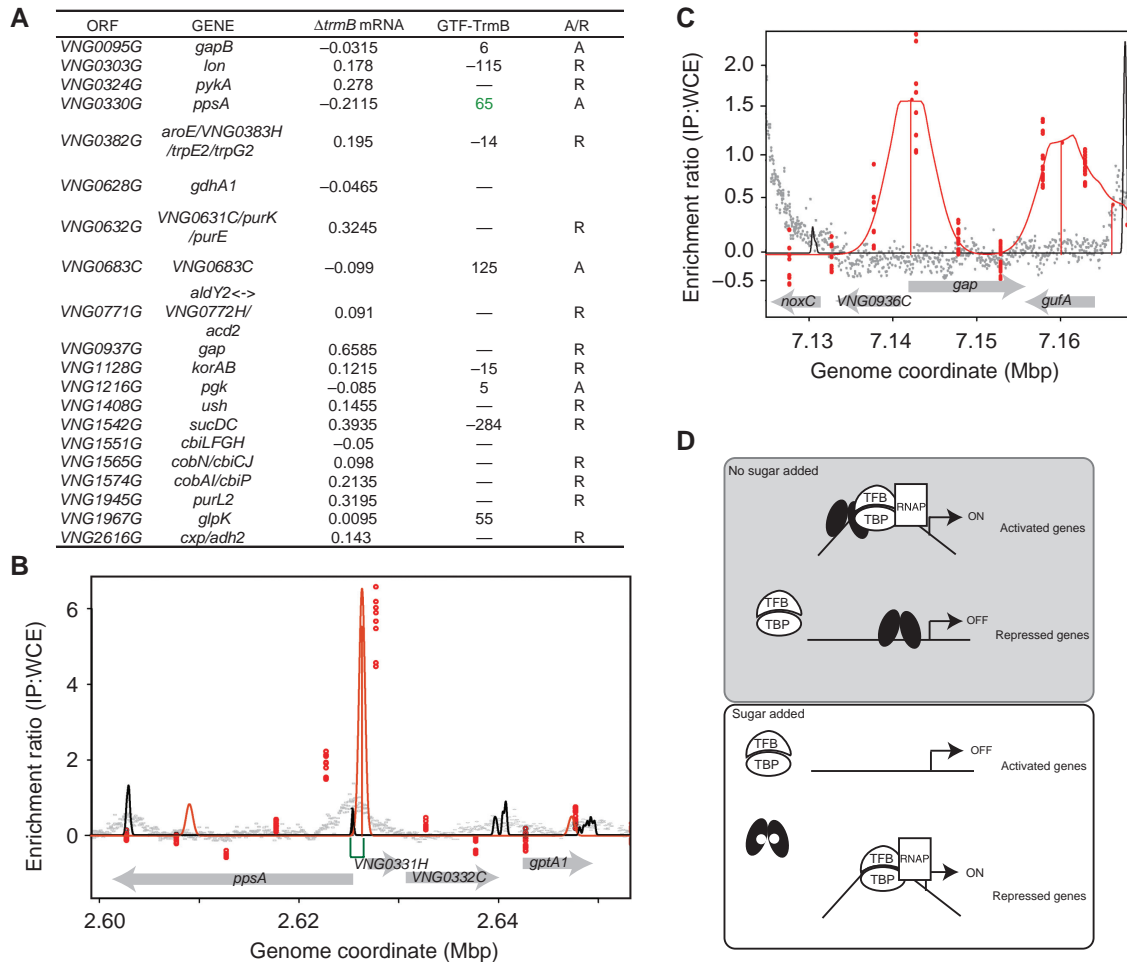 A
ORF GENE ΔtrmB mRNA GTF-TrmB A/R
VNG0095G gapB –0.0315 6 A
VNG0303G lon 0.178 –115 R
VNG0324G pykA 0.278 — R
VNG0330G ppsA –0.2115 65 A
VNG0382G aroE/VNG0383H 0.195 –14 R
/trpE2/trpG2
VNG0628G gdhA1 –0.0465 —
VNG0632G VNG0631C/purK 0.3245 — R
/purE
VNG0683C VNG0683C –0.099 125 A
aldY2<->
VNG0771G VNG0772H/ 0.091 — R
acd2
VNG0937G gap 0.6585 — R
VNG1128G korAB 0.1215 –15 R
VNG1216G pgk –0.085 5 A
VNG1408G ush 0.1455 — R
VNG1542G sucDC 0.3935 –284 R
VNG1551G cbiLFGH –0.05 —
VNG1565G cobN/cbiCJ 0.098 — R
VNG1574G cobAI/cbiP 0.2135 — R
VNG1945G purL2 0.3195 — R
VNG1967G glpK 0.0095 55
VNG2616G cxp/adh2 0.143 — R
B
Enrichment ratio (IP:WCE)
6
4
2
0
ppsA
VNG0331H
VNG0332C
gptA1
2.60 2.62 2.64
Genome coordinate (Mbp)
C
Enrichment ratio (IP:WCE)
2.0
1.5
1.0
0.5
0.0
–0.5
noxC VNG0936C gap gufA
7.13 7.14 7.15 7.16
Genome coordinate (Mbp)
D
No sugar added
TFB
TBP
RNAP
ON
Activated genes
TFB
TBP
OFF
Repressed genes
Sugar added
TFB
TBP
OFF
Activated genes
TFB
TBP
RNAP
ON
Repressed genes